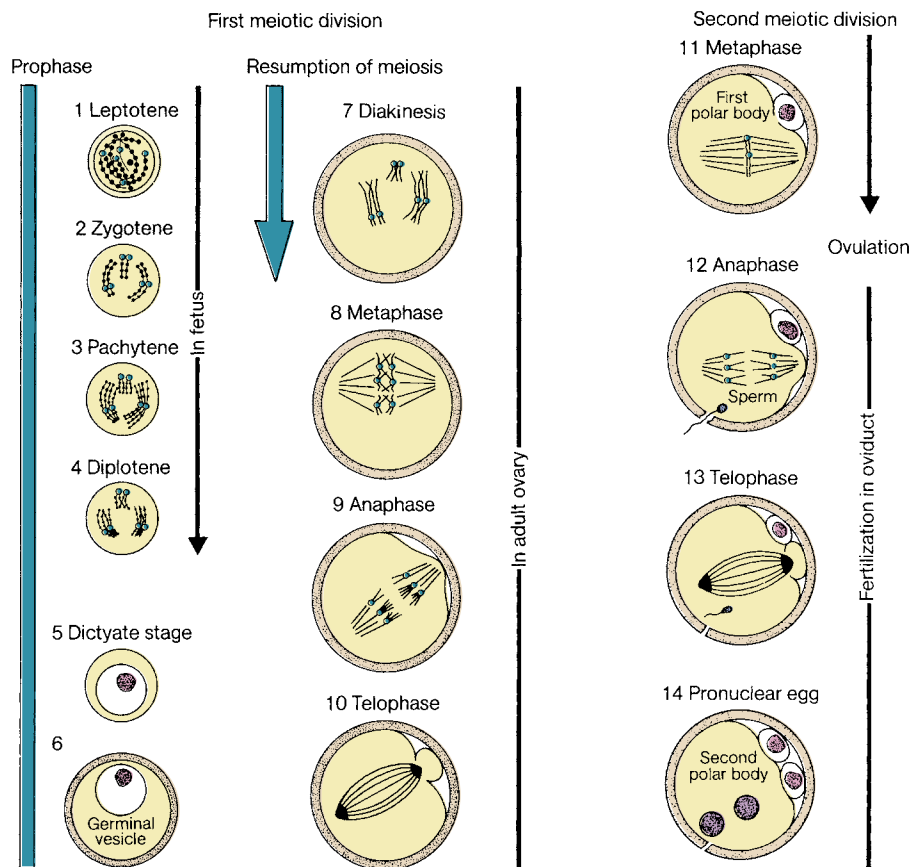 First meiotic division
Second meiotic division
Prophase
1 Leptotene
2 Zygotene
3 Pachytene
4 Diplotene
In fetus
5 Dictyate stage
6
Germinal
vesicle
Resumption of meiosis
7 Diakinesis
8 Metaphase
9 Anaphase
10 Telophase
In adult ovary
11 Metaphase
First
polar body
Ovulation
12 Anaphase
Sperm
13 Telophase
14 Pronuclear egg
Second
polar body
Fertilization in oviduct